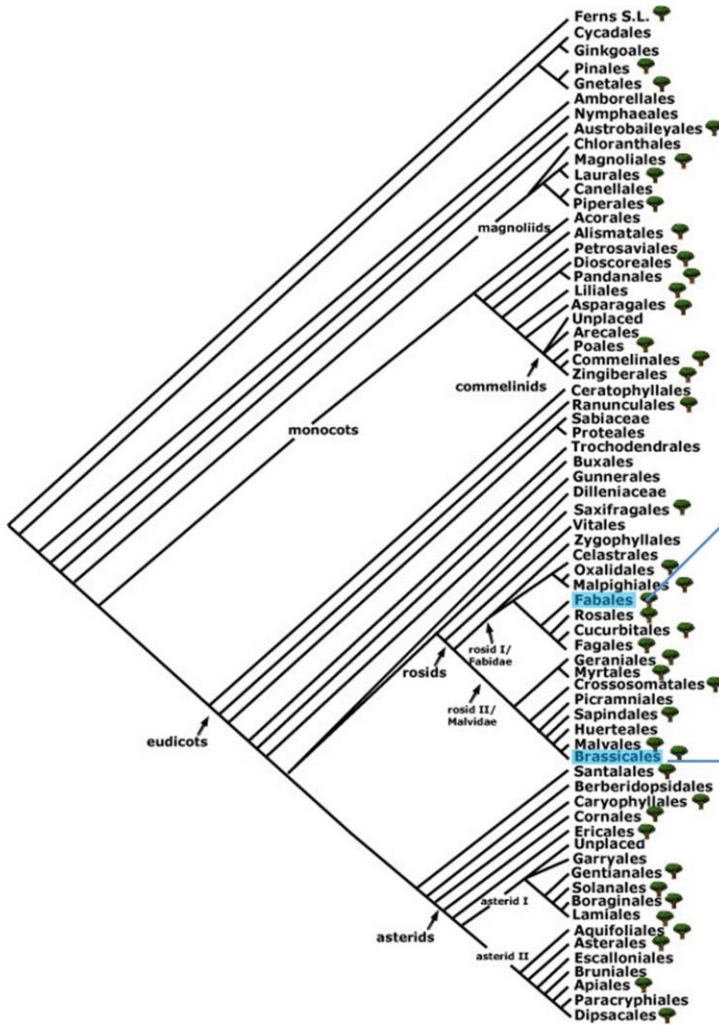 Ferns S.L.
Cycadales
Ginkgoales
Pinales
Gnetales
Amborellales
Nymphaeales
Austrobaileyales
Chloranthales
Magnoliales
Laurales
Canellales
Piperales
magnoliids
Acorales
Alismatales
Petrosaviales
Dioscoreales
Pandanales
Liliales
Asparagales
Unplaced
Arecales
Poales
Commelinales
Zingiberales
commelinids
Ceratophyllales
Ranunculales
Sabiaceae
monocots
Proteales
Trochodendrales
Buxales
Gunnerales
Dilleniaceae
Saxifragales
Vitales
Zygophyllales
Celastrales
Oxalidales
Malpighiales
Fabales
Rosales
Cucurbitales
Fagales
rosid I/
Fabidae
rosids
Geraniales
Myrtales
Crossosomatales
Picramniales
rosid II/
Malvidae
Sapindales
Huerteales
Malvales
eudicots
Brassicales
Santalales
Berberidopsidales
Caryophyllales
Cornales
Ericales
Unplaced
Garryales
Gentianales
Solanales
asterid I
Boraginales
Lamiales
asterids
Aquifoliales
Asterales
asterid II
Escalloniales
Bruniales
Apiales
Paracryphiales
Dipsacales